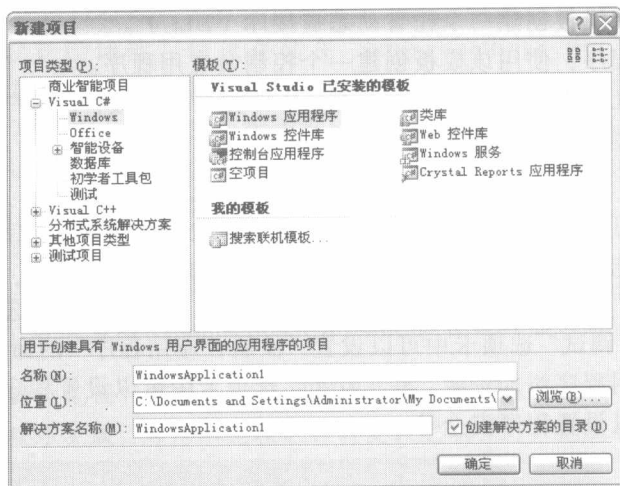 新建项目
项目类型(P):
商业智能项目
Visual C#
Windows
Office
智能设备
数据库
初学者工具包
测试
Visual C++
分布式系统解决方案
其他项目类型
测试项目
模板(T):
Visual Studio 已安装的模板
Windows 应用程序
Windows 控件库
控制台应用程序
空项目
类库
Web 控件库
Windows 服务
Crystal Reports 应用程序
我的模板
搜索联机模板...
用于创建具有 Windows 用户界面的应用程序的项目
名称(N): WindowsApplication1
位置(L): C:\Documents and Settings\Administrator\My Documents\ 浏览(B)...
解决方案名称(M): WindowsApplication1 创建解决方案的目录(D)
确定 取消